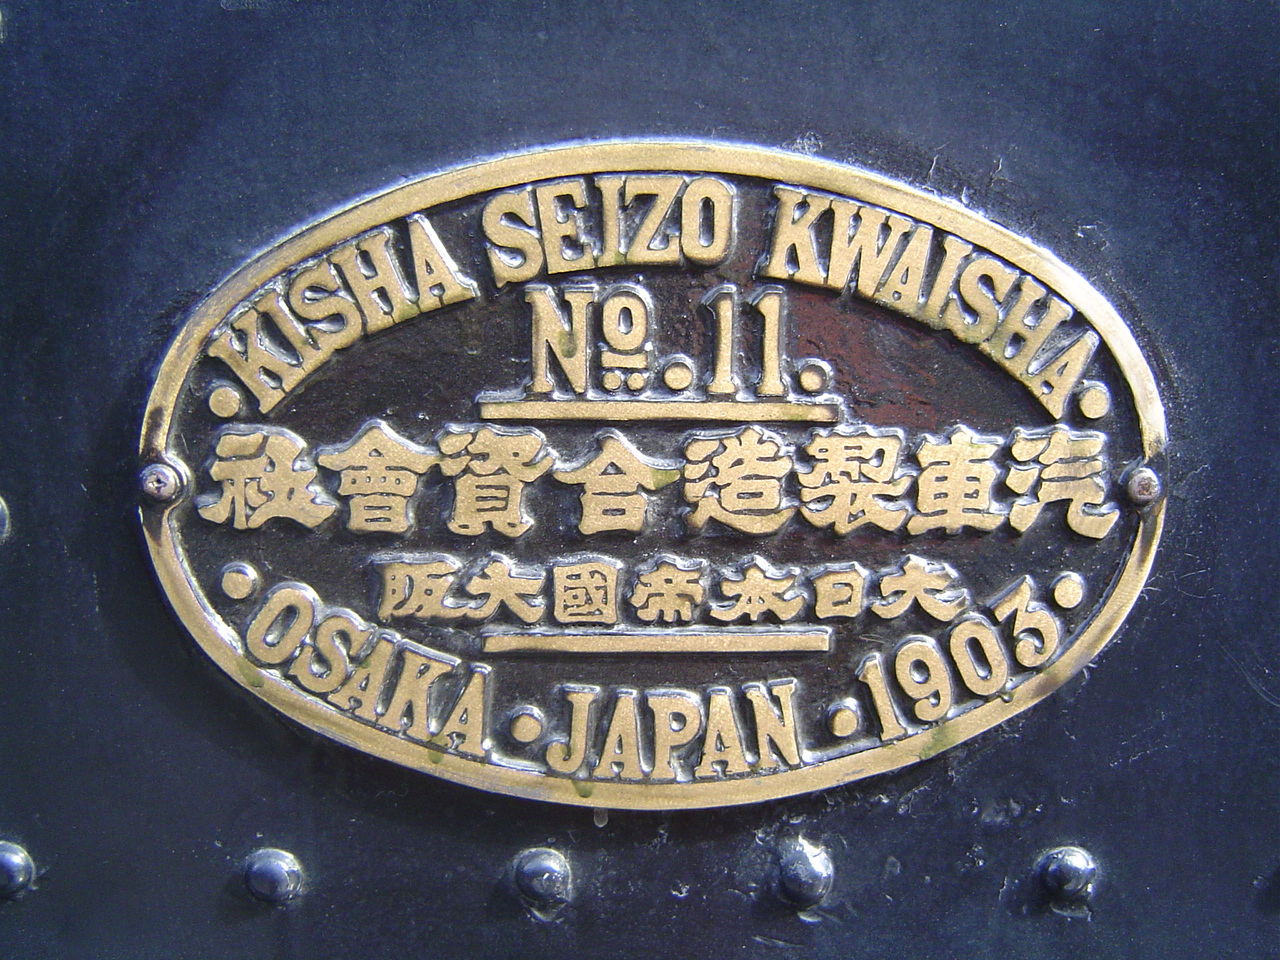 KISHA SEIZO KWAISHA
No. 11.
汽車製造合資會社
大日本帝國大阪
OSAKA · JAPAN · 1903